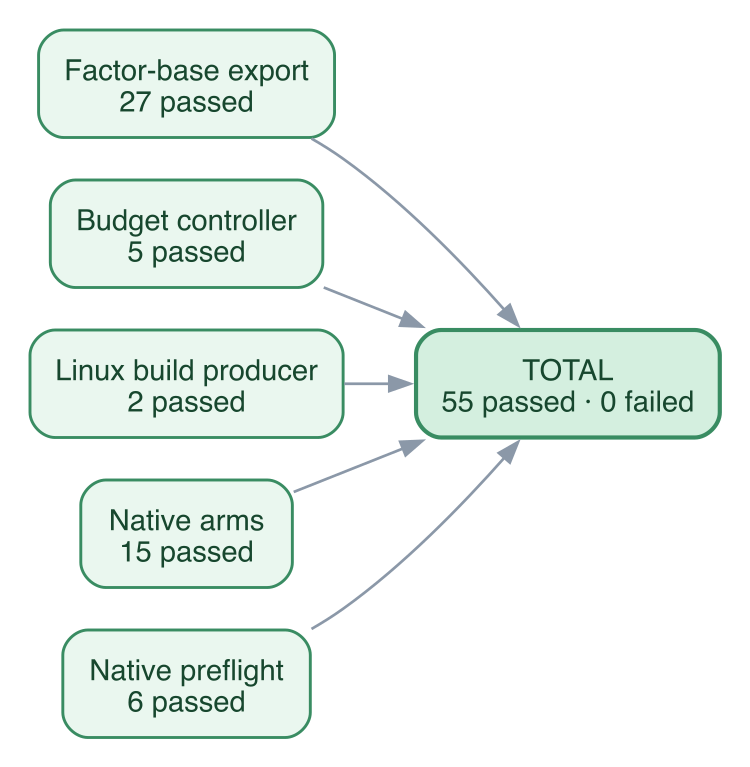 Factor-base export
27 passed
Budget controller
5 passed
Linux build producer
2 passed
TOTAL
55 passed · 0 failed
Native arms
15 passed
Native preflight
6 passed